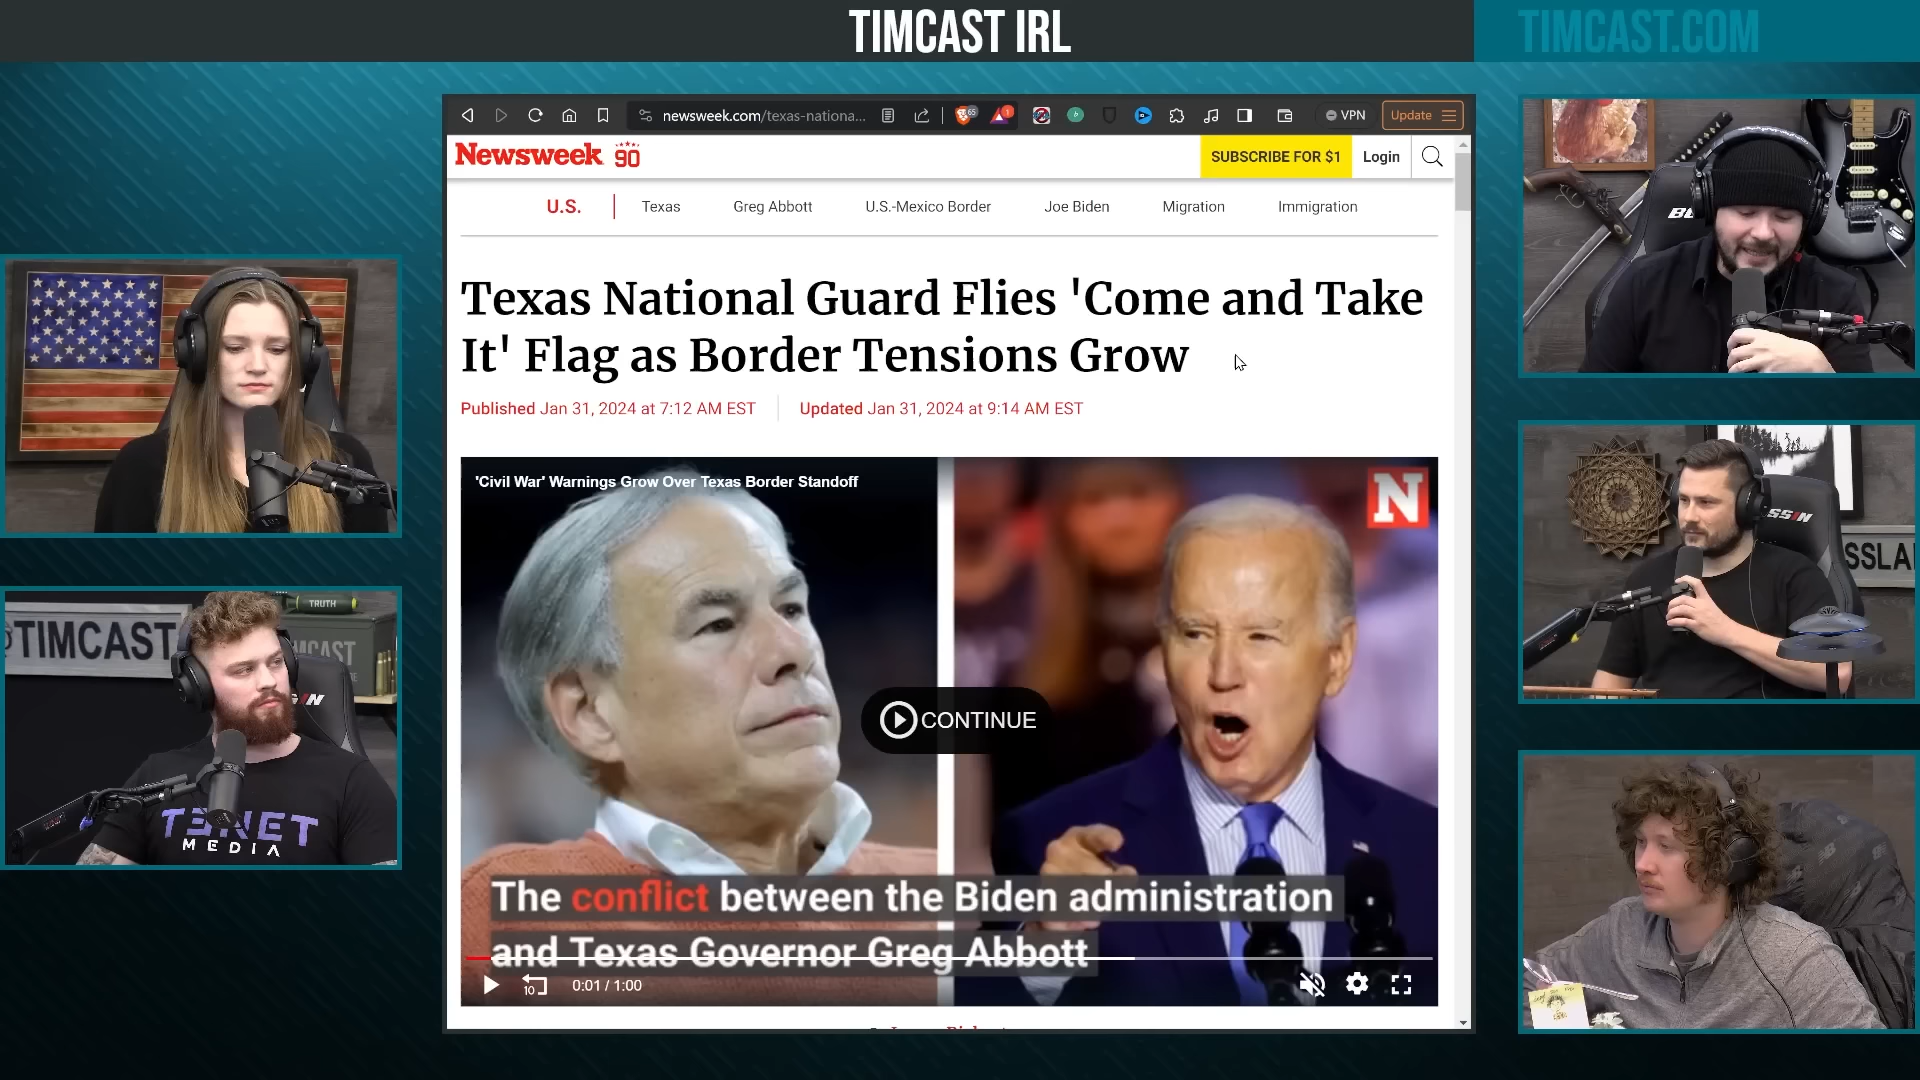 TIMCAST IRL
TIMCAST.COM
newsweek.com/texas-nationa...
65
1
VPN
Update
Newsweek 90
SUBSCRIBE FOR $1
Login
U.S.
Texas
Greg Abbott
U.S.-Mexico Border
Joe Biden
Migration
Immigration
Texas National Guard Flies 'Come and Take
It' Flag as Border Tensions Grow
Published Jan 31, 2024 at 7:12 AM EST
Updated Jan 31, 2024 at 9:14 AM EST
'Civil War' Warnings Grow Over Texas Border Standoff
N
CONTINUE
The conflict between the Biden administration
and Texas Governor Greg Abbott
10
0:01 / 1:00
TRUTH
@TIMCAST
TENET
MEDIA
SSIN
SSLA